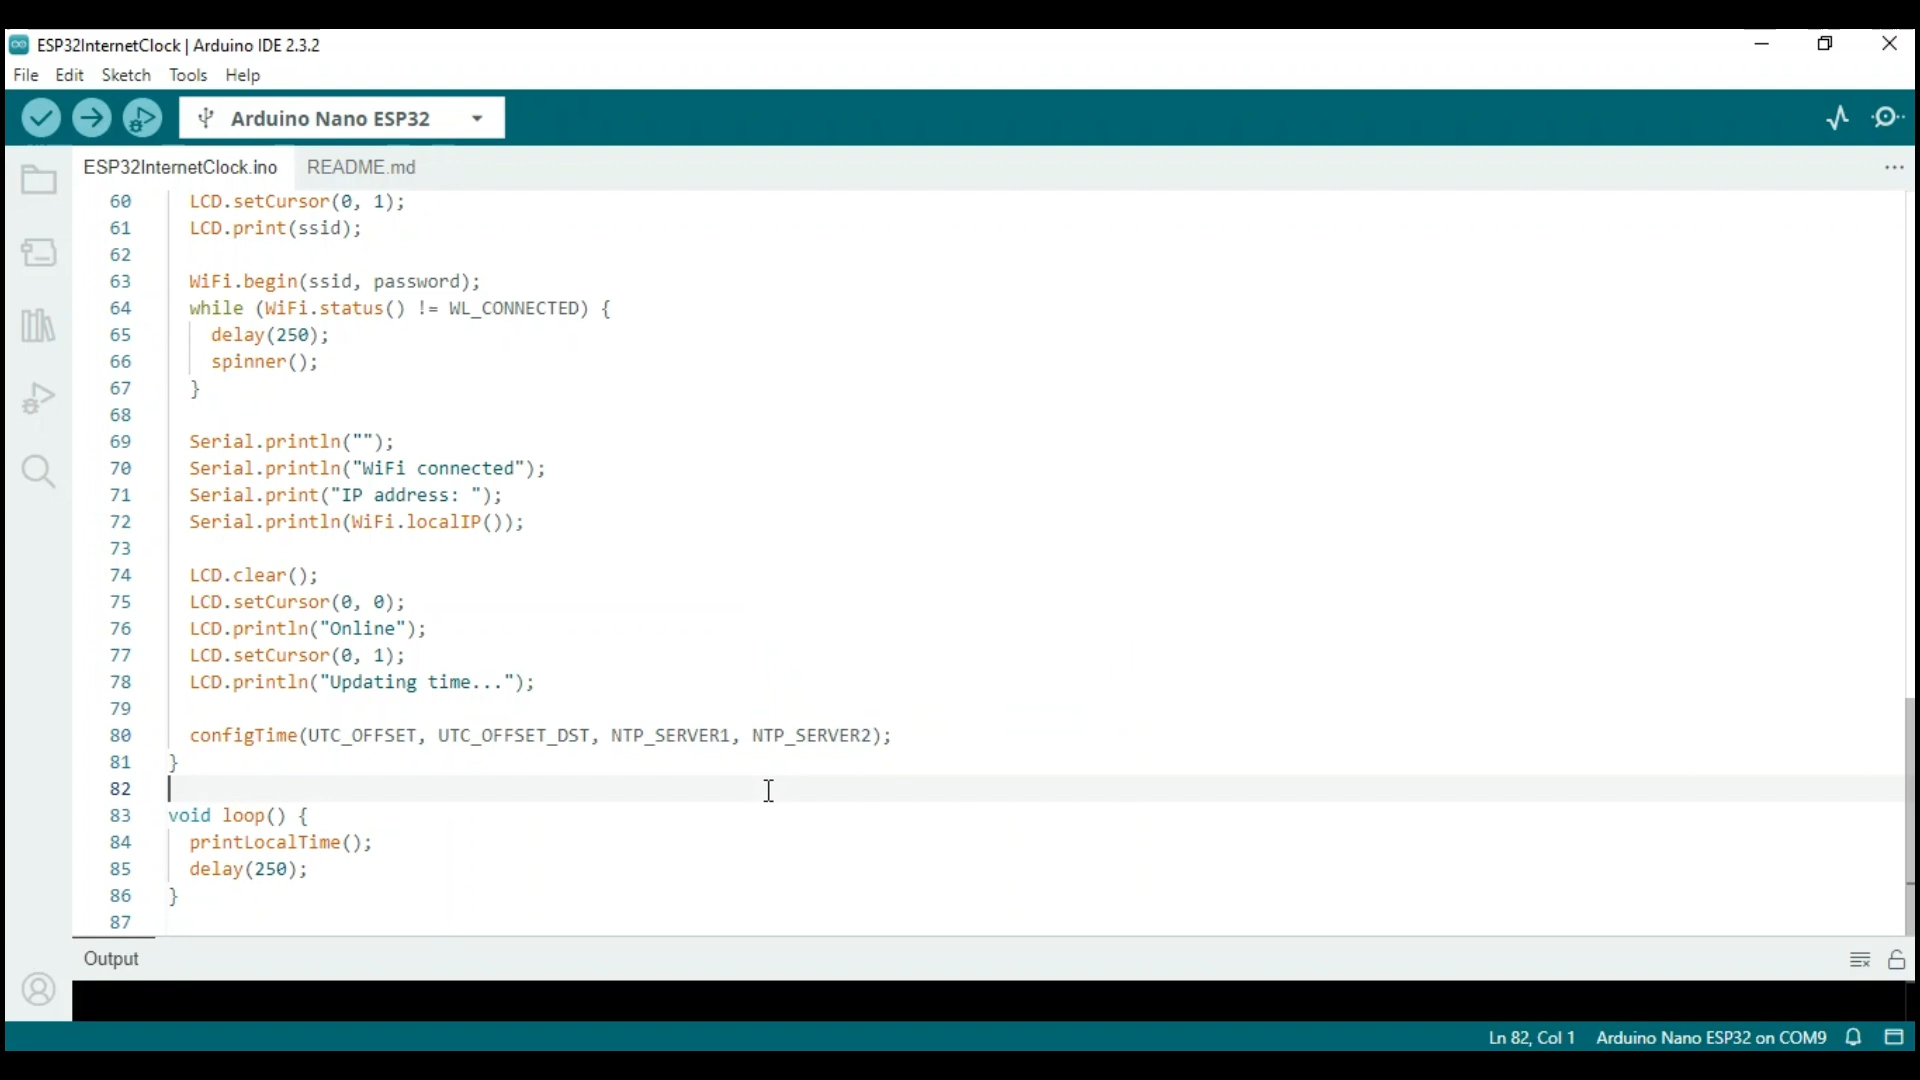 ESP32InternetClock | Arduino IDE 2.3.2
File Edit Sketch Tools Help
Arduino Nano ESP32
ESP32InternetClock.ino README.md
60 LCD.setCursor(0, 1);
61 LCD.print(ssid);
62
63 WiFi.begin(ssid, password);
64 while (WiFi.status() != WL_CONNECTED) {
65 delay(250);
66 spinner();
67 }
68
69 Serial.println("");
70 Serial.println("WiFi connected");
71 Serial.print("IP address: ");
72 Serial.println(WiFi.localIP());
73
74 LCD.clear();
75 LCD.setCursor(0, 0);
76 LCD.println("Online");
77 LCD.setCursor(0, 1);
78 LCD.println("Updating time...");
79
80 configTime(UTC_OFFSET, UTC_OFFSET_DST, NTP_SERVER1, NTP_SERVER2);
81 }
82
83 void loop() {
84 printLocalTime();
85 delay(250);
86 }
87
Output
Ln 82, Col 1 Arduino Nano ESP32 on COM9